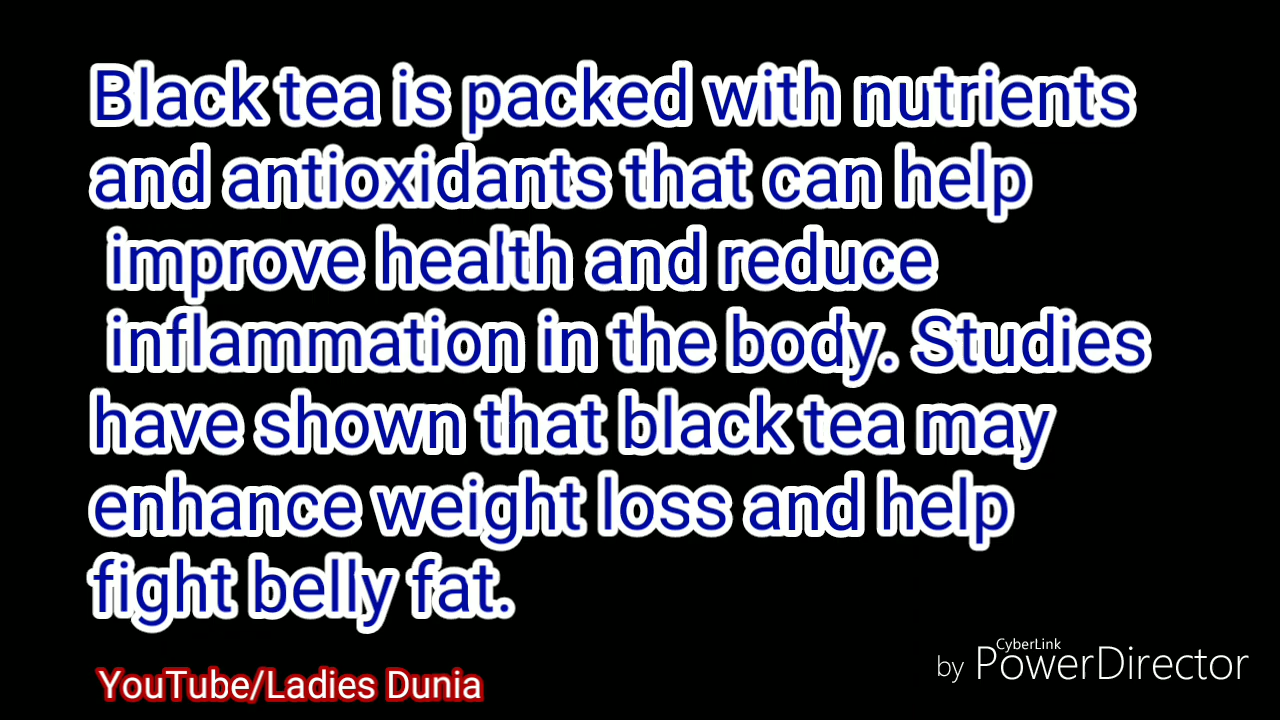 Black tea is packed with nutrients
and antioxidants that can help
improve health and reduce
inflammation in the body. Studies
have shown that black tea may
enhance weight loss and help
fight belly fat.
YouTube/Ladies Dunia
CyberLink
by PowerDirector